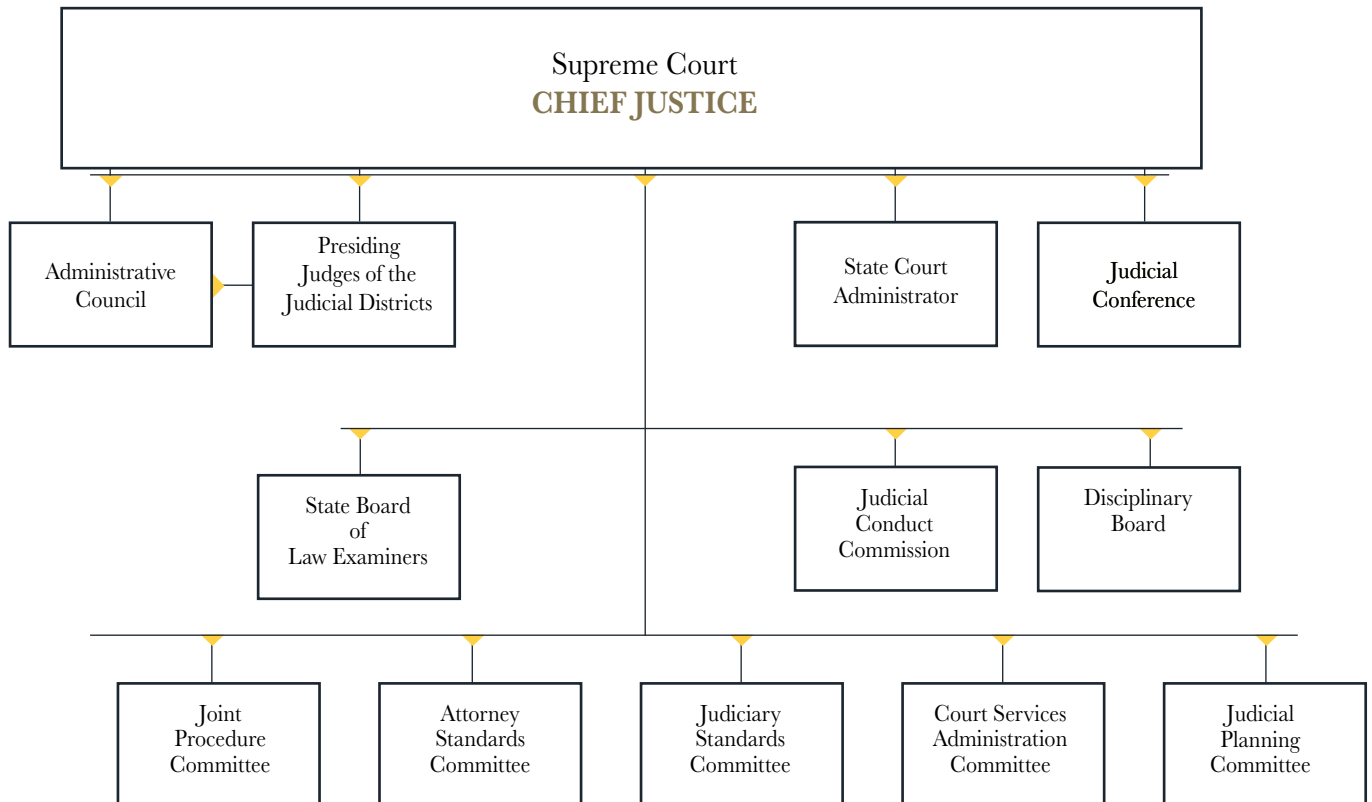 Supreme Court
CHIEF JUSTICE
Administrative
Council
Presiding
Judges of the
Judicial Districts
State Court
Administrator
Judicial
Conference
State Board
of
Law Examiners
Judicial
Conduct
Commission
Disciplinary
Board
Joint
Procedure
Committee
Attorney
Standards
Committee
Judiciary
Standards
Committee
Court Services
Administration
Committee
Judicial
Planning
Committee